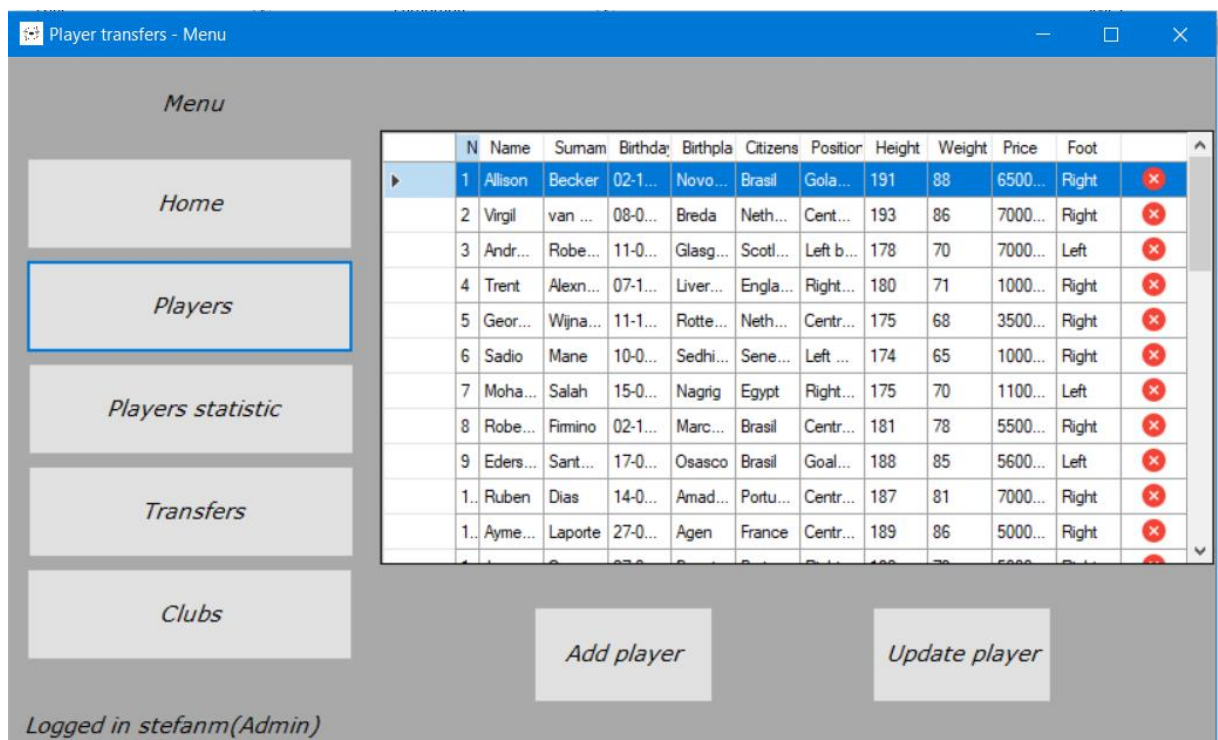 Player transfers - Menu
Menu
Home
Players
Players statistic
Transfers
Clubs
Logged in stefanm(Admin)
N Name Surnam Birthday Birthpla Citizens Position Height Weight Price Foot
1 Allison Becker 02-1... Novo... Brasil Gola... 191 88 6500... Right
2 Virgil van ... 08-0... Breda Neth... Cent... 193 86 7000... Right
3 Andr... Robe... 11-0... Glasg... Scotl... Left b... 178 70 7000... Left
4 Trent Alexn... 07-1... Liver... Engla... Right... 180 71 1000... Right
5 Geor... Wijna... 11-1... Rotte... Neth... Centr... 175 68 3500... Right
6 Sadio Mane 10-0... Sedhi... Sene... Left ... 174 65 1000... Right
7 Moha... Salah 15-0... Nagrig Egypt Right... 175 70 1100... Left
8 Robe... Firmino 02-1... Marc... Brasil Centr... 181 78 5500... Right
9 Eders... Sant... 17-0... Osasco Brasil Goal... 188 85 5600... Left
1.. Ruben Dias 14-0... Amad... Portu... Centr... 187 81 7000... Right
1.. Ayme... Laporte 27-0... Agen France Centr... 189 86 5000... Right
Add player
Update player